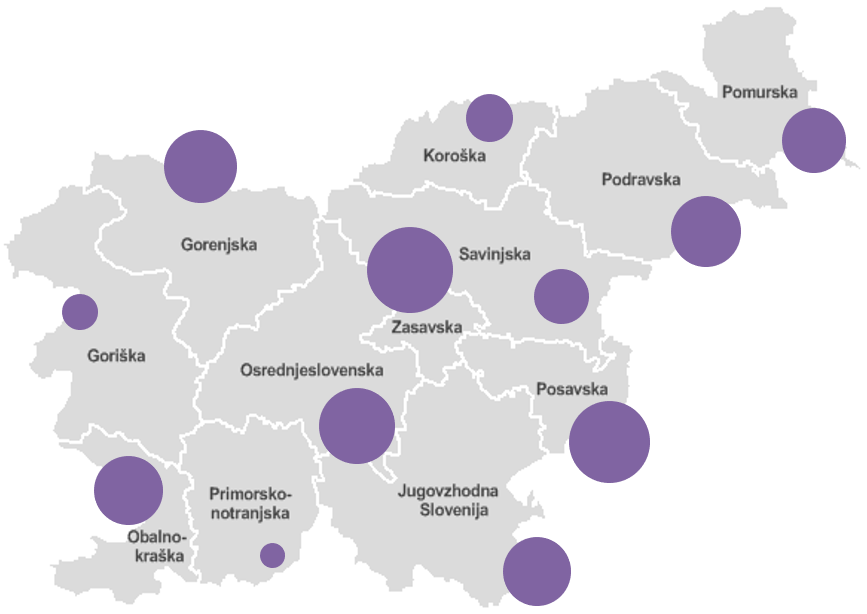 Pomurska
Koroška
Podravska
Gorenjska
Savinjska
Zasavska
Goriška
Osrednjeslovenska
Posavska
Primorsko-
notranjska
Jugovzhodna
Slovenija
Obalno-
kraška